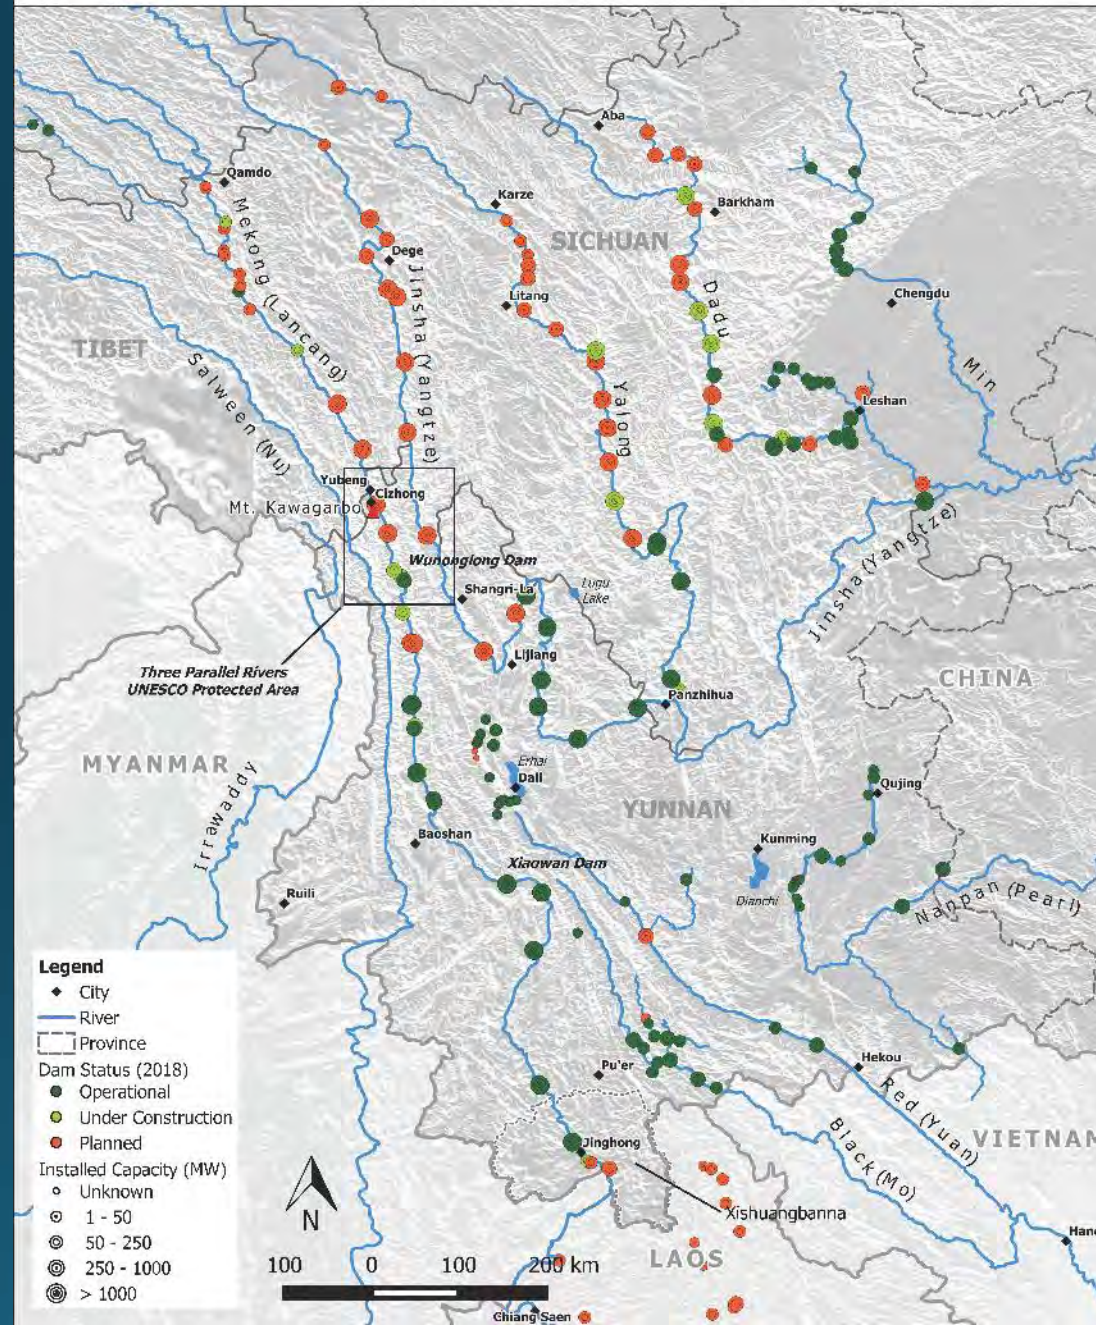 Aba
Qamdo
Karze
Barkham
SICHUAN
Mekong (Lancang)
Dege
Jinsha (Yangtze)
Litang
Dadu
Chengdu
TIBET
Salween (Nu)
Yalong
Min
Leshan
Yubeng
Cizhong
Mt. Kawagarbo
Wunonglong Dam
Shangri-La
Lugu
Lake
Jinsha (Yangtze)
Three Parallel Rivers
UNESCO Protected Area
Lijiang
Panzhihua
CHINA
MYANMAR
Irrawaddy
Erhai
Dali
Qujing
YUNNAN
Baoshan
Kunming
Xiaowan Dam
Dianchi
Ruili
Nanpan (Pearl)
Legend
City
River
Province
Dam Status (2018)
Operational
Under Construction
Planned
Installed Capacity (MW)
Unknown
1 - 50
50 - 250
250 - 1000
> 1000
Pu'er
Hekou
Red (Yuan)
Jinghong
Black (Mo)
VIETNAM
N
Xishuangbanna
LAOS
Hano
100 0 100 200 km
Chiang Saen